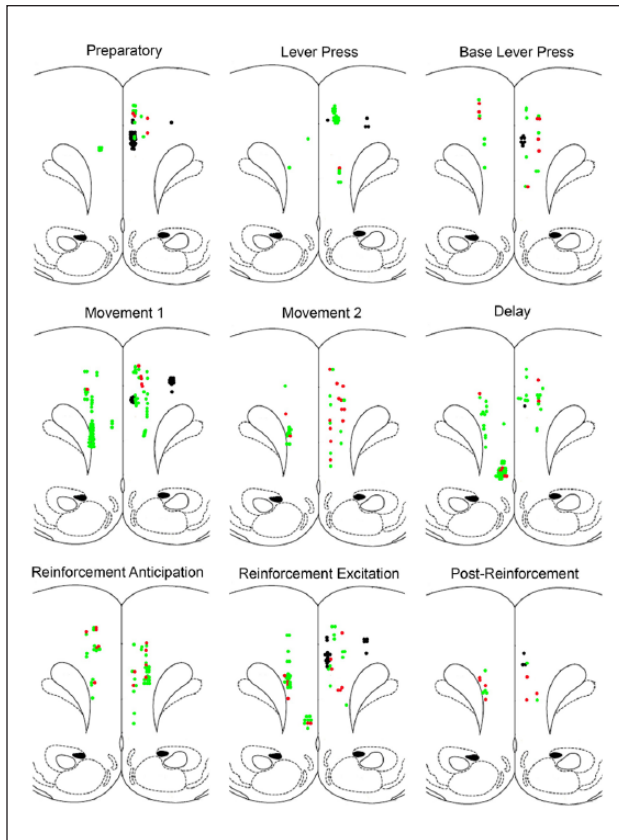 Preparatory
Lever Press
Base Lever Press
Movement 1
Movement 2
Delay
Reinforcement Anticipation
Reinforcement Excitation
Post-Reinforcement